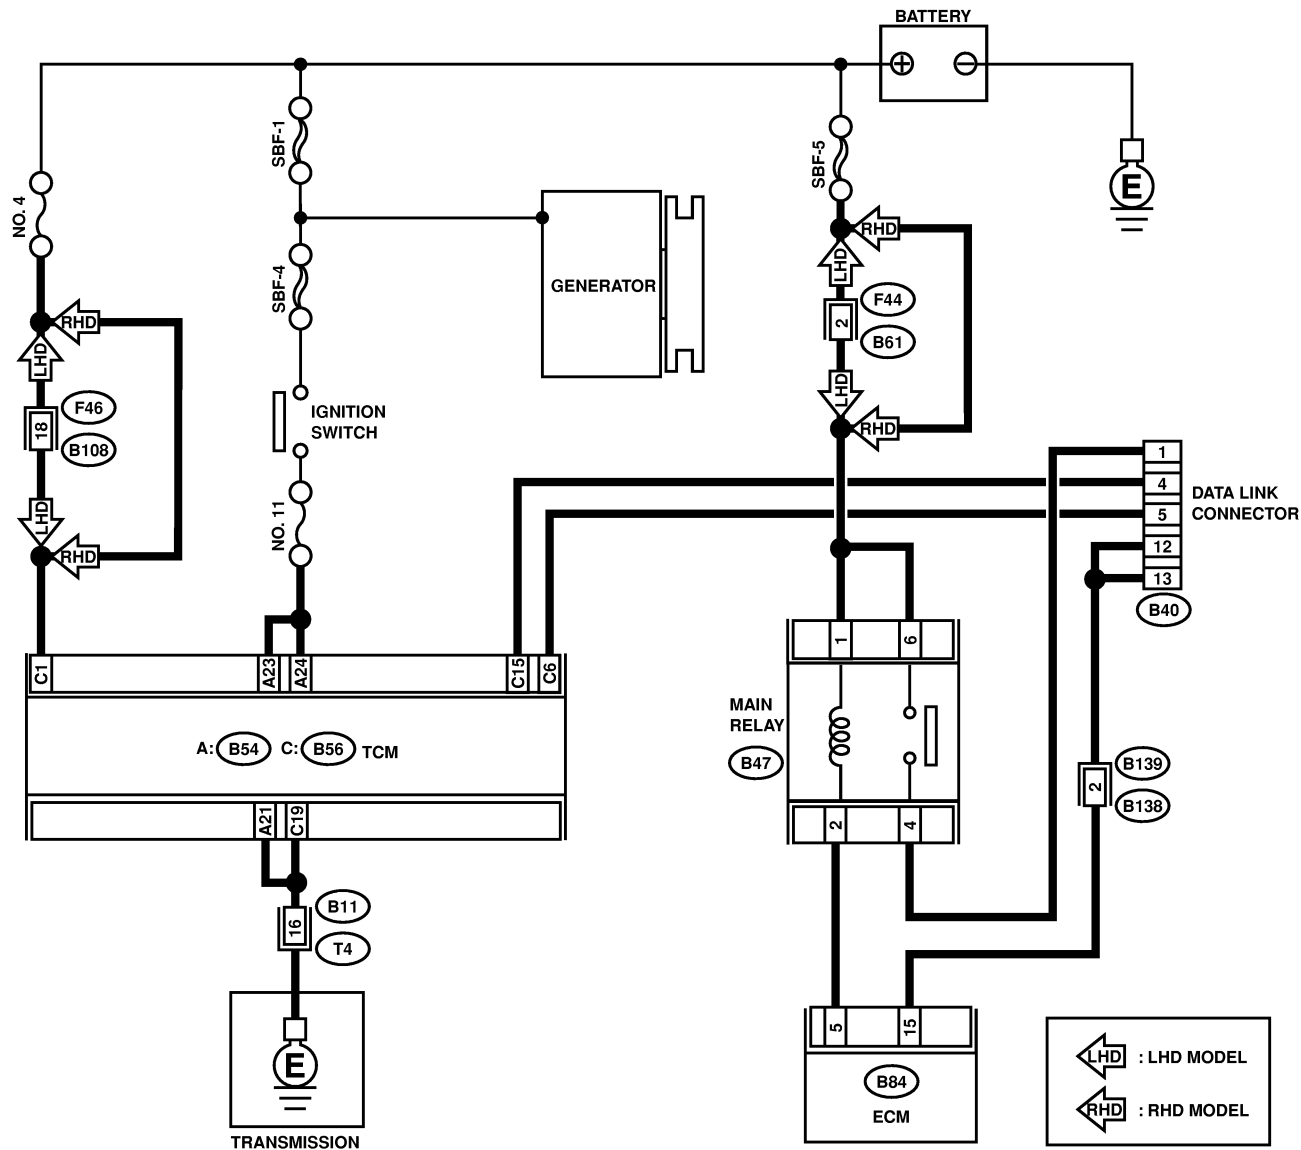 BATTERY
SBF-1
SBF-5
NO. 4
E
RHD
LHD
SBF-4
GENERATOR
F44
2
B61
RHD
LHD
LHD
RHD
F46
18
B108
IGNITION
SWITCH
1
4
5
12
13
DATA LINK
CONNECTOR
B40
LHD
RHD
NO. 11
C1
A23
A24
C15
C6
1
6
A: B54 C: B56 TCM
MAIN
RELAY
B47
B139
2
B138
A21
C19
2
4
B11
16
T4
E
TRANSMISSION
5
15
B84
ECM
LHD : LHD MODEL
RHD : RHD MODEL